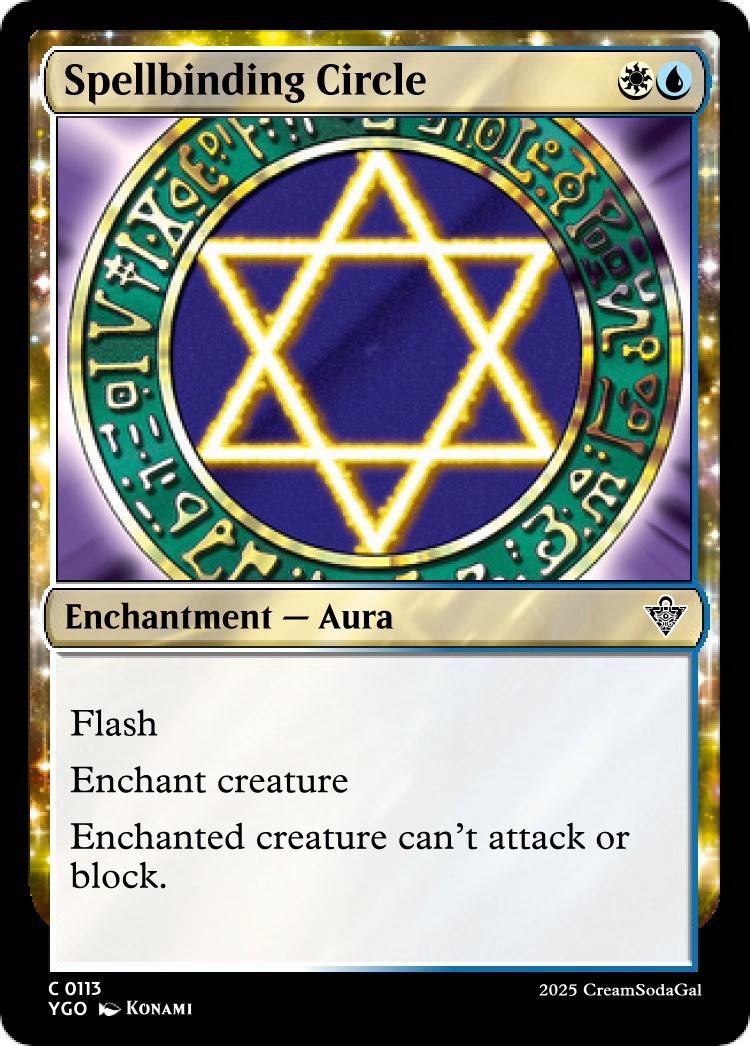 Spellbinding Circle
Enchantment — Aura
Flash
Enchant creature
Enchanted creature can't attack or
block.
C 0113
YGO KONAMI
2025 CreamSodaGal